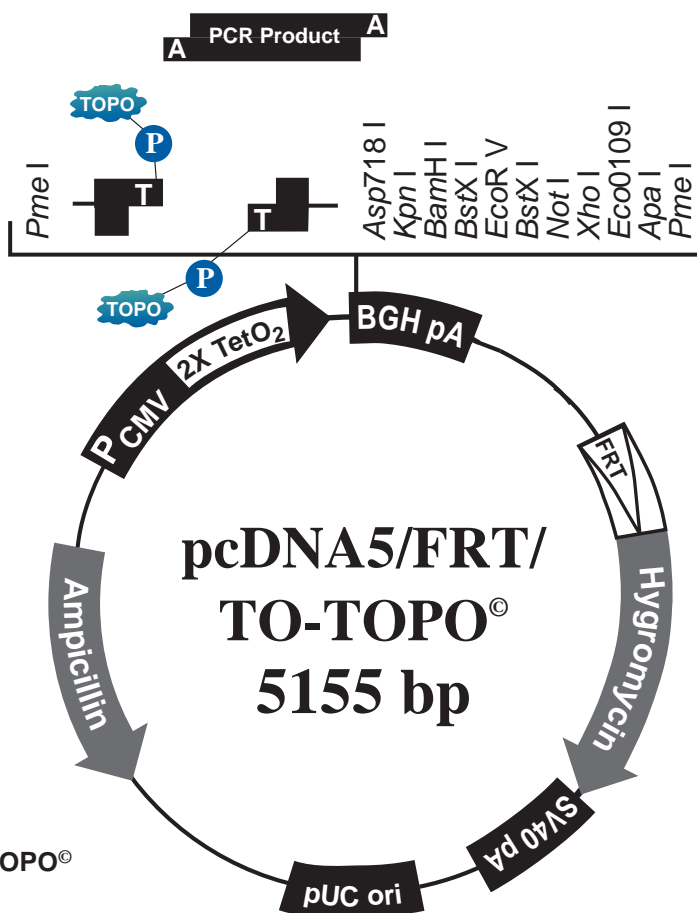 A PCR Product A
TOPO
P
Pme I
T
T
P
TOPO
Asp718 I
Kpn I
BamH I
BstX I
EcoR V
BstX I
Not I
Xho I
Eco0109 I
Apa I
Pme I
PCMV 2X TetO2
BGH pA
FRT
Hygromycin
SV40 pA
pUC ori
Ampicillin
pcDNA5/FRT/
TO-TOPO©
5155 bp
OPO©